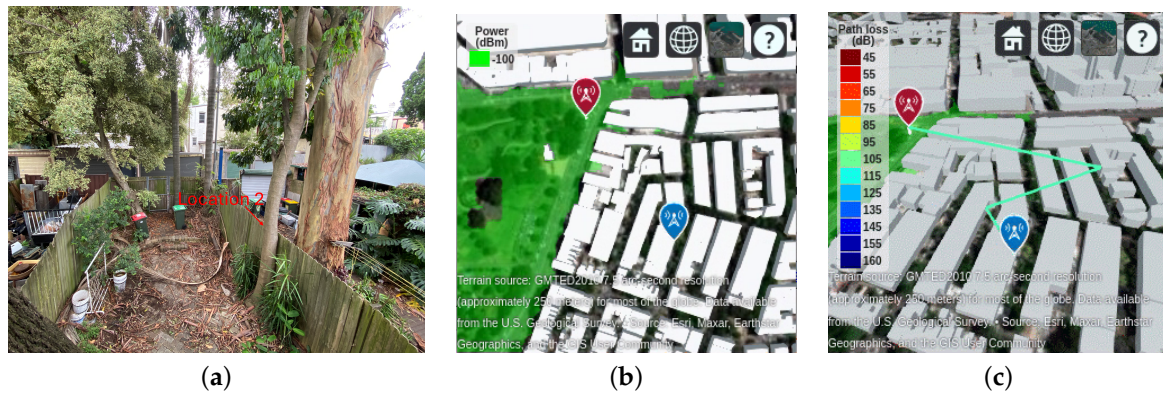 Location 2
Power
(dBm)
-100
?
Terrain source: GMTED2010 7.5 arc-second resolution
(approximately 250 meters) for most of the globe. Data available
from the U.S. Geological Survey. • Source: Esri, Maxar, Earthstar
Geographics, and the GIS User Community
Path loss
(dB)
45
55
65
75
85
95
105
115
125
135
145
155
160
?
Terrain source: GMTED2010 7.5 arc-second resolution
(approximately 250 meters) for most of the globe. Data available
from the U.S. Geological Survey. • Source: Esri, Maxar, Earthstar
Geographics, and the GIS User Community
(a)
(b)
(c)